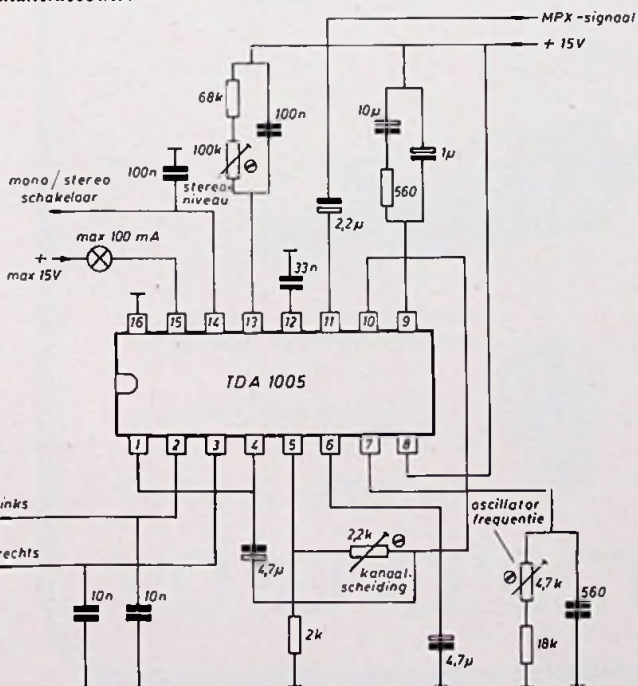 MPX-signaal
+ 15V
68k
100n
10µ
1µ
100k
stereo-
niveau
560
100n
mono / stereo
schakelaar
2,2µ
max 100 mA
+
max 15V
33n
16 15 14 13 12 11 10 9
TDA 1005
1 2 3 4 5 6 7 8
inks
oscillator
frequentie
2,2k
echts
4,7µ
kanaal-
scheiding
4,7k
560
10n
10n
2k
4,7µ
18k